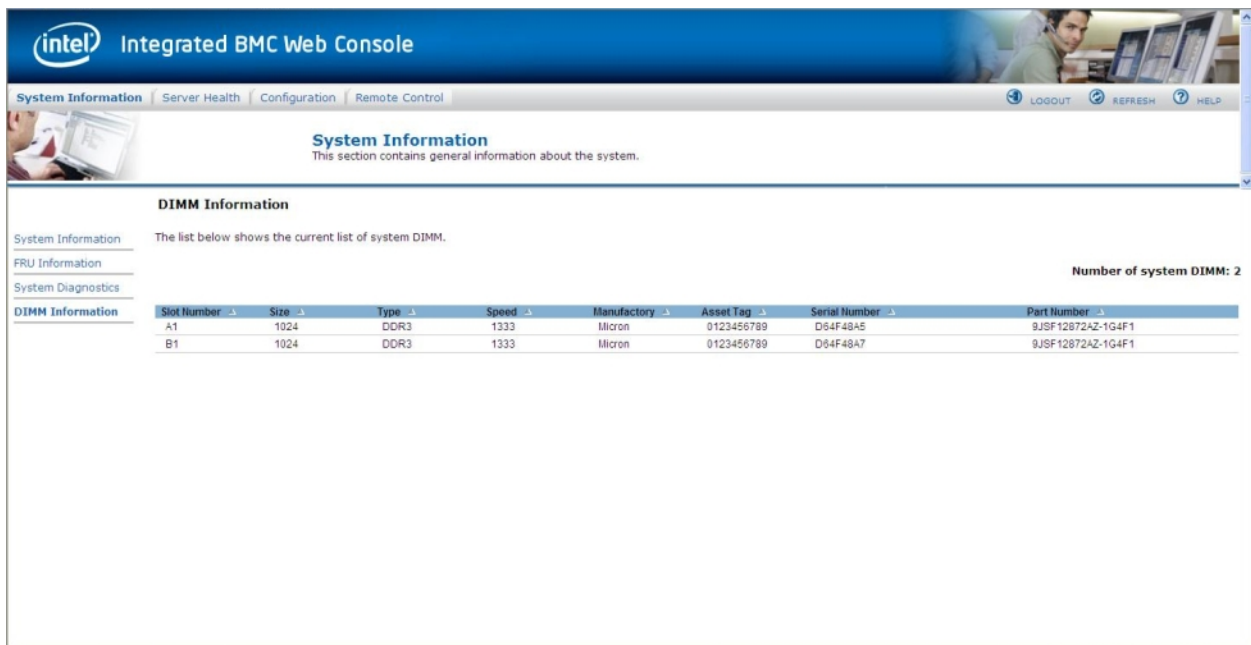 intel Integrated BMC Web Console
System Information Server Health Configuration Remote Control LOGOUT REFRESH HELP
System Information
This section contains general information about the system.
DIMM Information
System Information The list below shows the current list of system DIMM.
FRU Information
Number of system DIMM: 2
System Diagnostics
DIMM Information Slot Number Size Type Speed Manufactory Asset Tag Serial Number Part Number
A1 1024 DDR3 1333 Micron 0123456789 D64F48A5 9JSF12872AZ-1G4F1
B1 1024 DDR3 1333 Micron 0123456789 D64F48A7 9JSF12872AZ-1G4F1